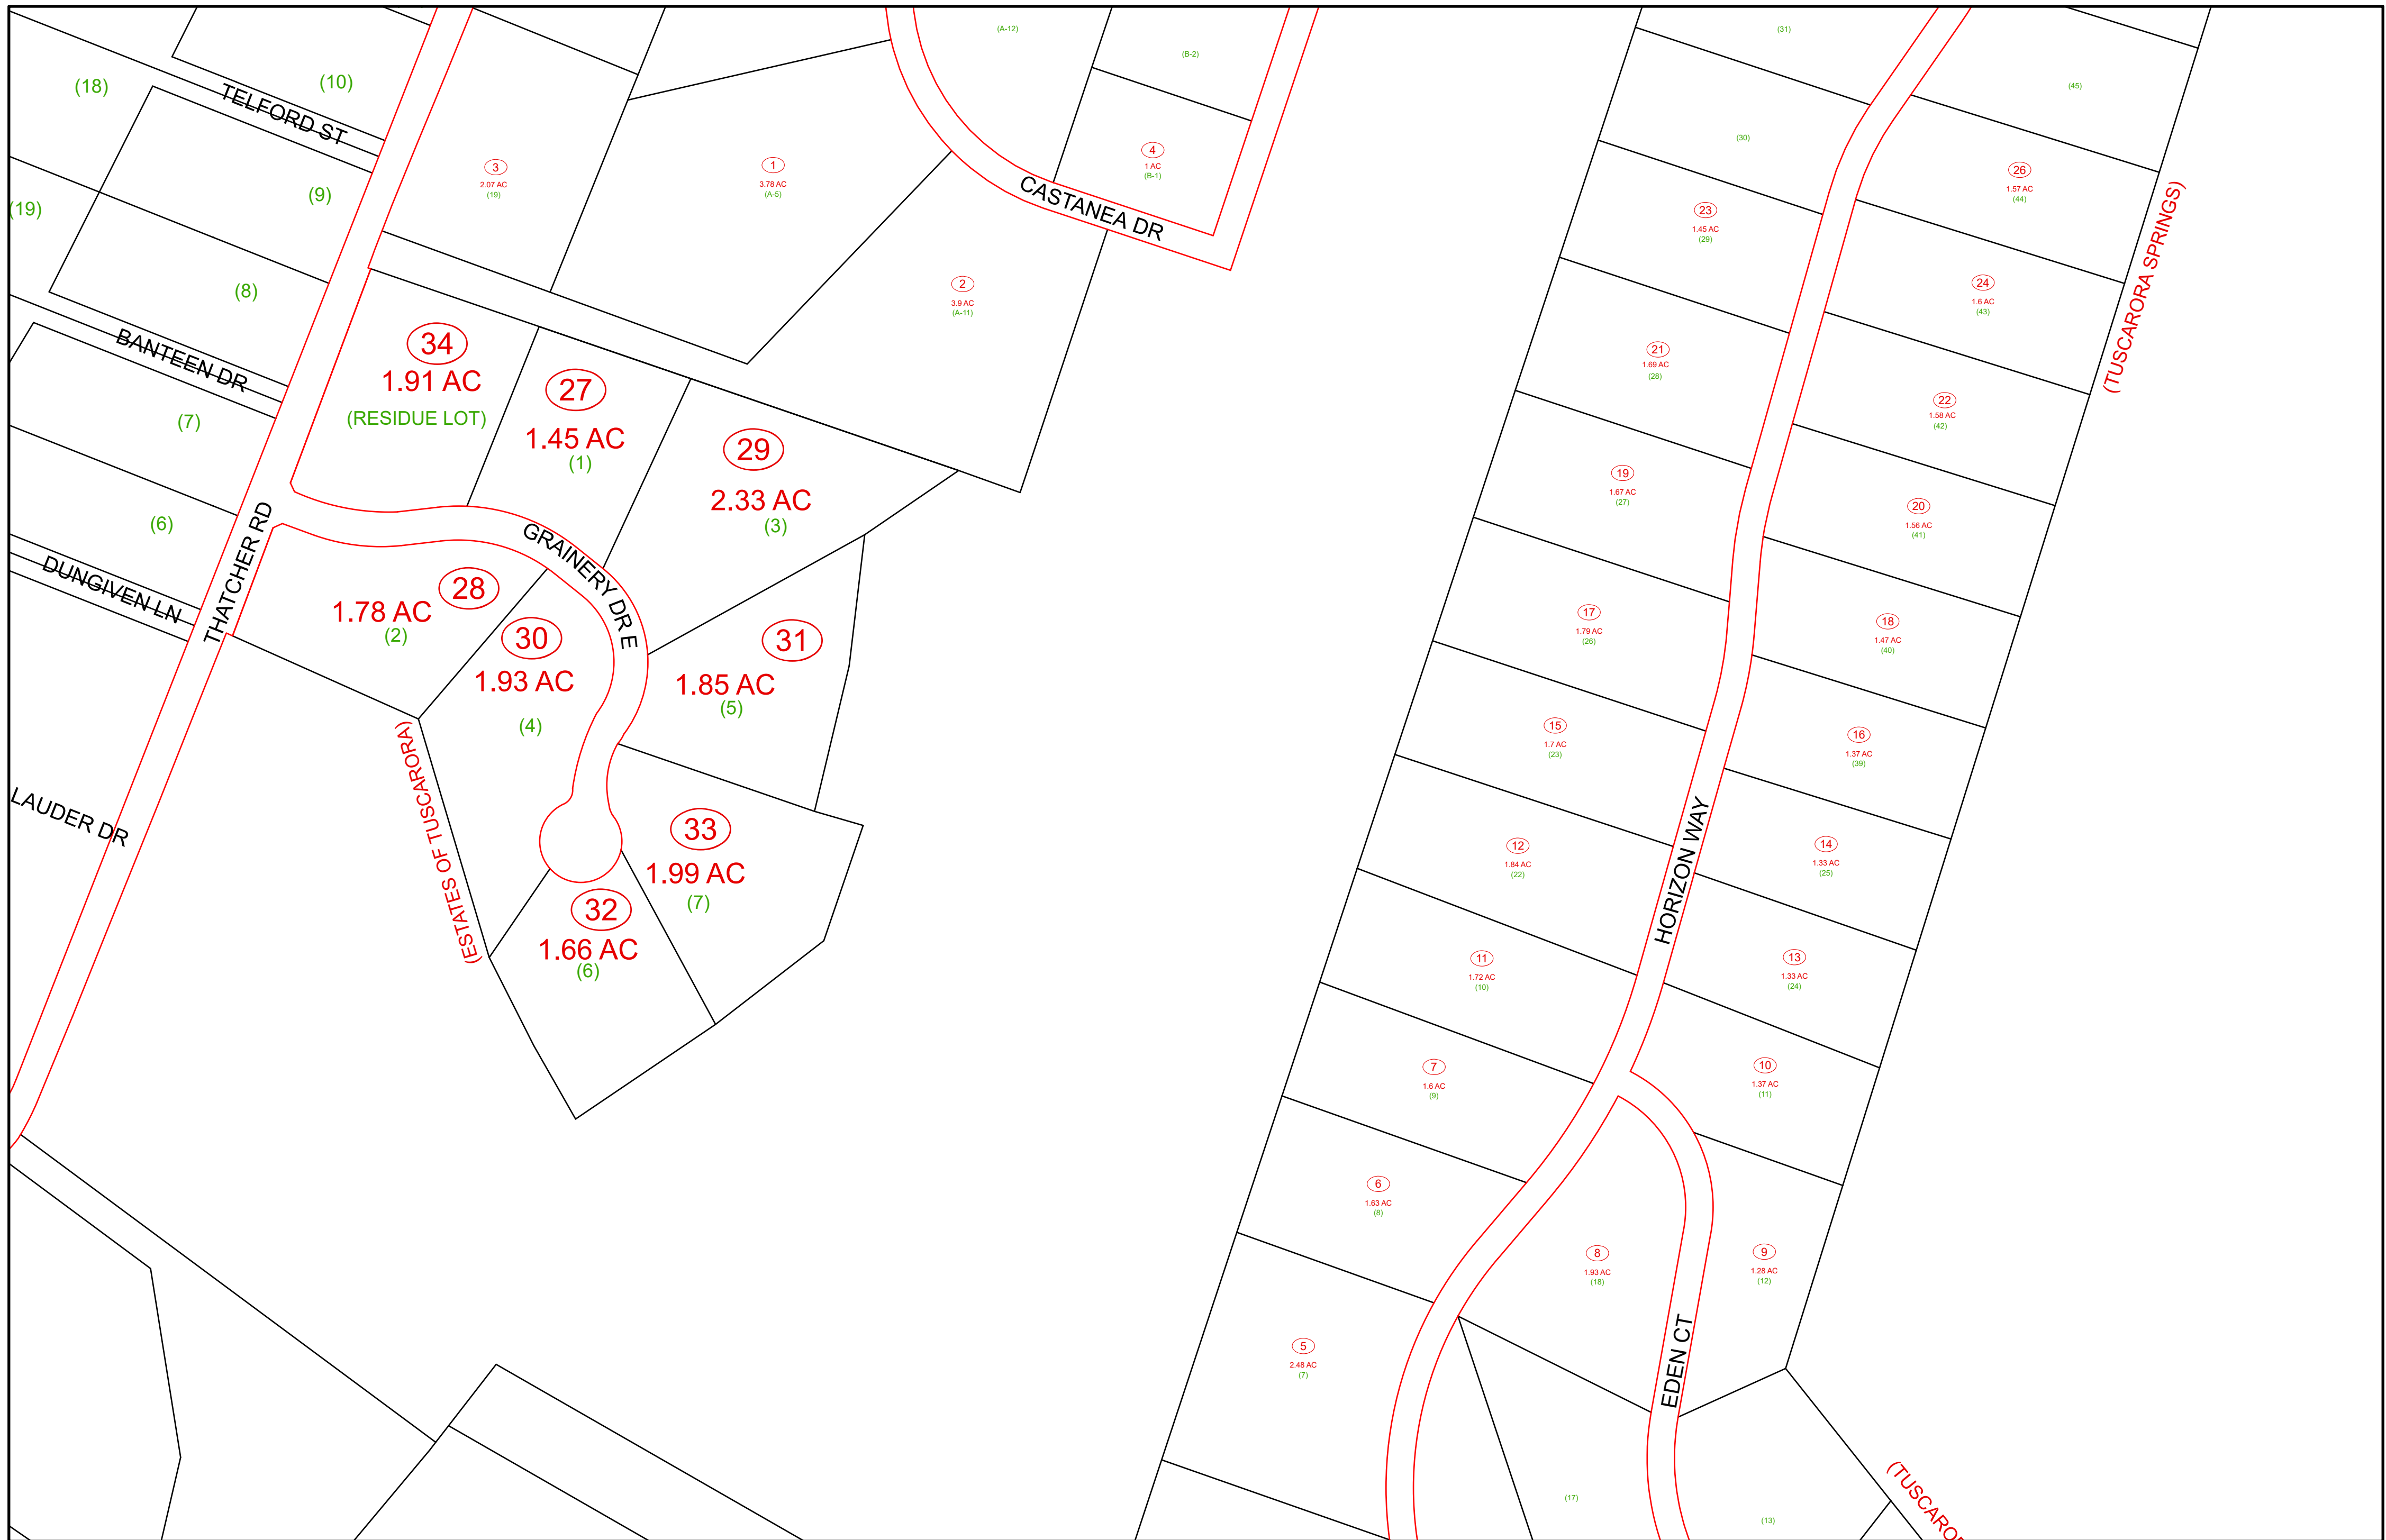 (A-12)
(31)
(B-2)
(18)
(10)
(45)
TELFORD ST
(30)
4
1 AC
(B-1)
3
2.07 AC
(19)
1
3.78 AC
(A-5)
26
1.57 AC
(44)
(9)
(19)
CASTANEA DR
23
1.45 AC
(29)
(TUSCARORA SPRINGS)
(8)
2
3.9 AC
(A-11)
24
1.6 AC
(43)
34
1.91 AC
(RESIDUE LOT)
BANTEEN DR
21
1.69 AC
(28)
27
1.45 AC
(1)
22
1.58 AC
(42)
(7)
29
2.33 AC
(3)
19
1.67 AC
(27)
20
1.56 AC
(41)
(6)
THATCHER RD
GRAINERY DR E
DUNGIVEN LN
28
1.78 AC
(2)
17
1.79 AC
(26)
18
1.47 AC
(40)
30
1.93 AC
(4)
31
1.85 AC
(5)
15
1.7 AC
(23)
16
1.37 AC
(39)
(ESTATES OF TUSCARORA)
LAUDER DR
33
1.99 AC
(7)
HORIZON WAY
12
1.84 AC
(22)
14
1.33 AC
(25)
32
1.66 AC
(6)
11
1.72 AC
(10)
13
1.33 AC
(24)
7
1.6 AC
(9)
10
1.37 AC
(11)
6
1.63 AC
(8)
8
1.93 AC
(18)
9
1.28 AC
(12)
5
2.48 AC
(7)
EDEN CT
(17)
(13)